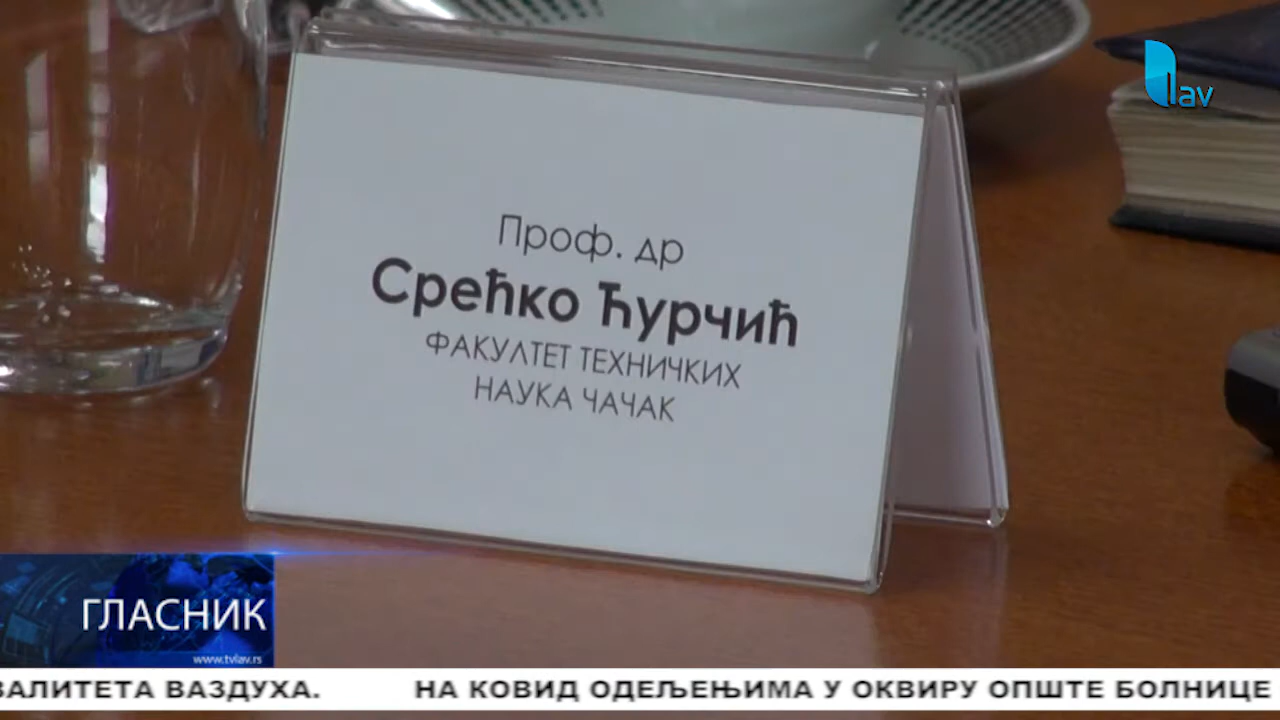 lav
Проф. др
Срећко Ћурчић
ФАКУЛТЕТ ТЕХНИЧКИХ
НАУКА ЧАЧАК
ГЛАСНИК
www.tvlav.rs
ВАЗДУХА. НА КОВИД ОДЕЉЕЊИМА У ОКВИРУ ОПШТЕ БОЛНИЦЕ